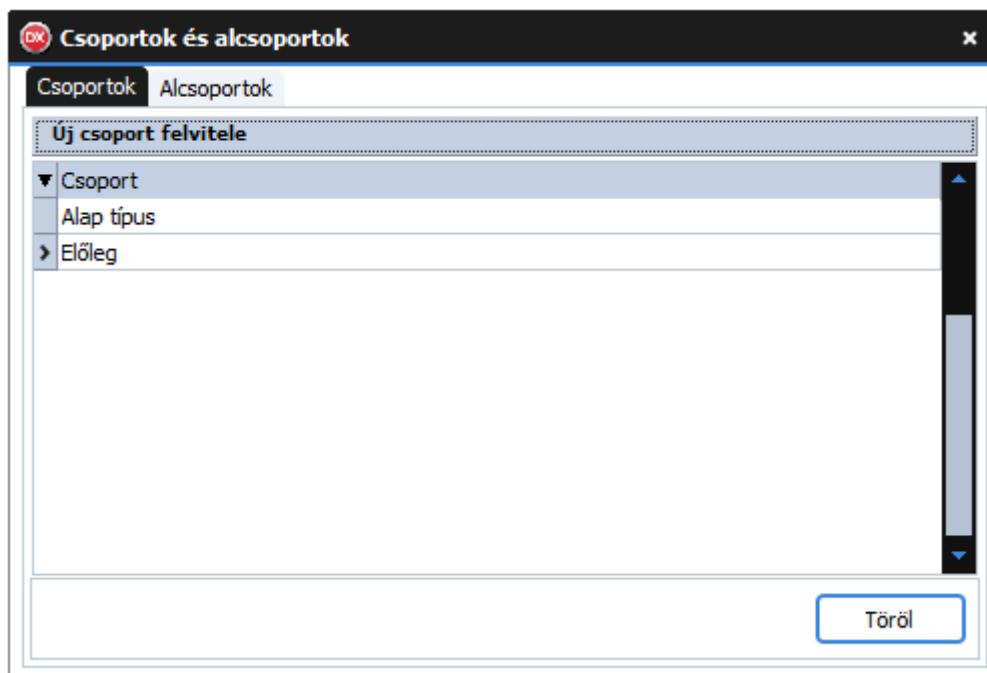 DX Csoportok és alcsoportok
Csoportok Alcsoportok
Új csoport felvitele
Csoport
Alap típus
Előleg
Töröl